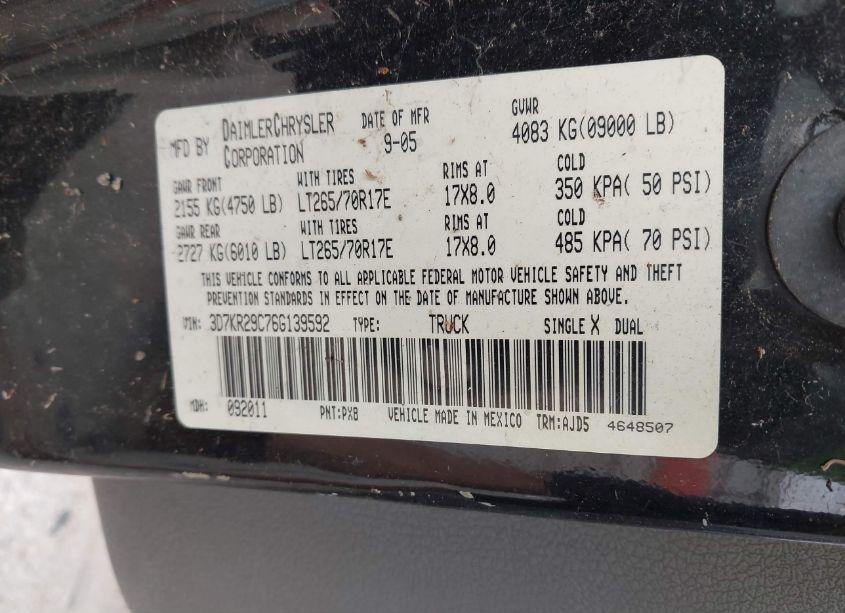 MFD BY DAIMLERCHRYSLER CORPORATION DATE OF MFR 9-05 GVWR 4083 KG(09000 LB)
GAWR FRONT WITH TIRES RIMS AT COLD
2155 KG(4750 LB) LT265/70R17E 17X8.0 350 KPA( 50 PSI)
GAWR REAR WITH TIRES RIMS AT COLD
2727 KG(6010 LB) LT265/70R17E 17X8.0 485 KPA( 70 PSI)
THIS VEHICLE CONFORMS TO ALL APPLICABLE FEDERAL MOTOR VEHICLE SAFETY AND THEFT
PREVENTION STANDARDS IN EFFECT ON THE DATE OF MANUFACTURE SHOWN ABOVE.
VIN: 3D7KR29C76G139592 TYPE: TRUCK SINGLE X DUAL
MDH: 092011 PNT:PX8 VEHICLE MADE IN MEXICO TRM:AJD5 4648507